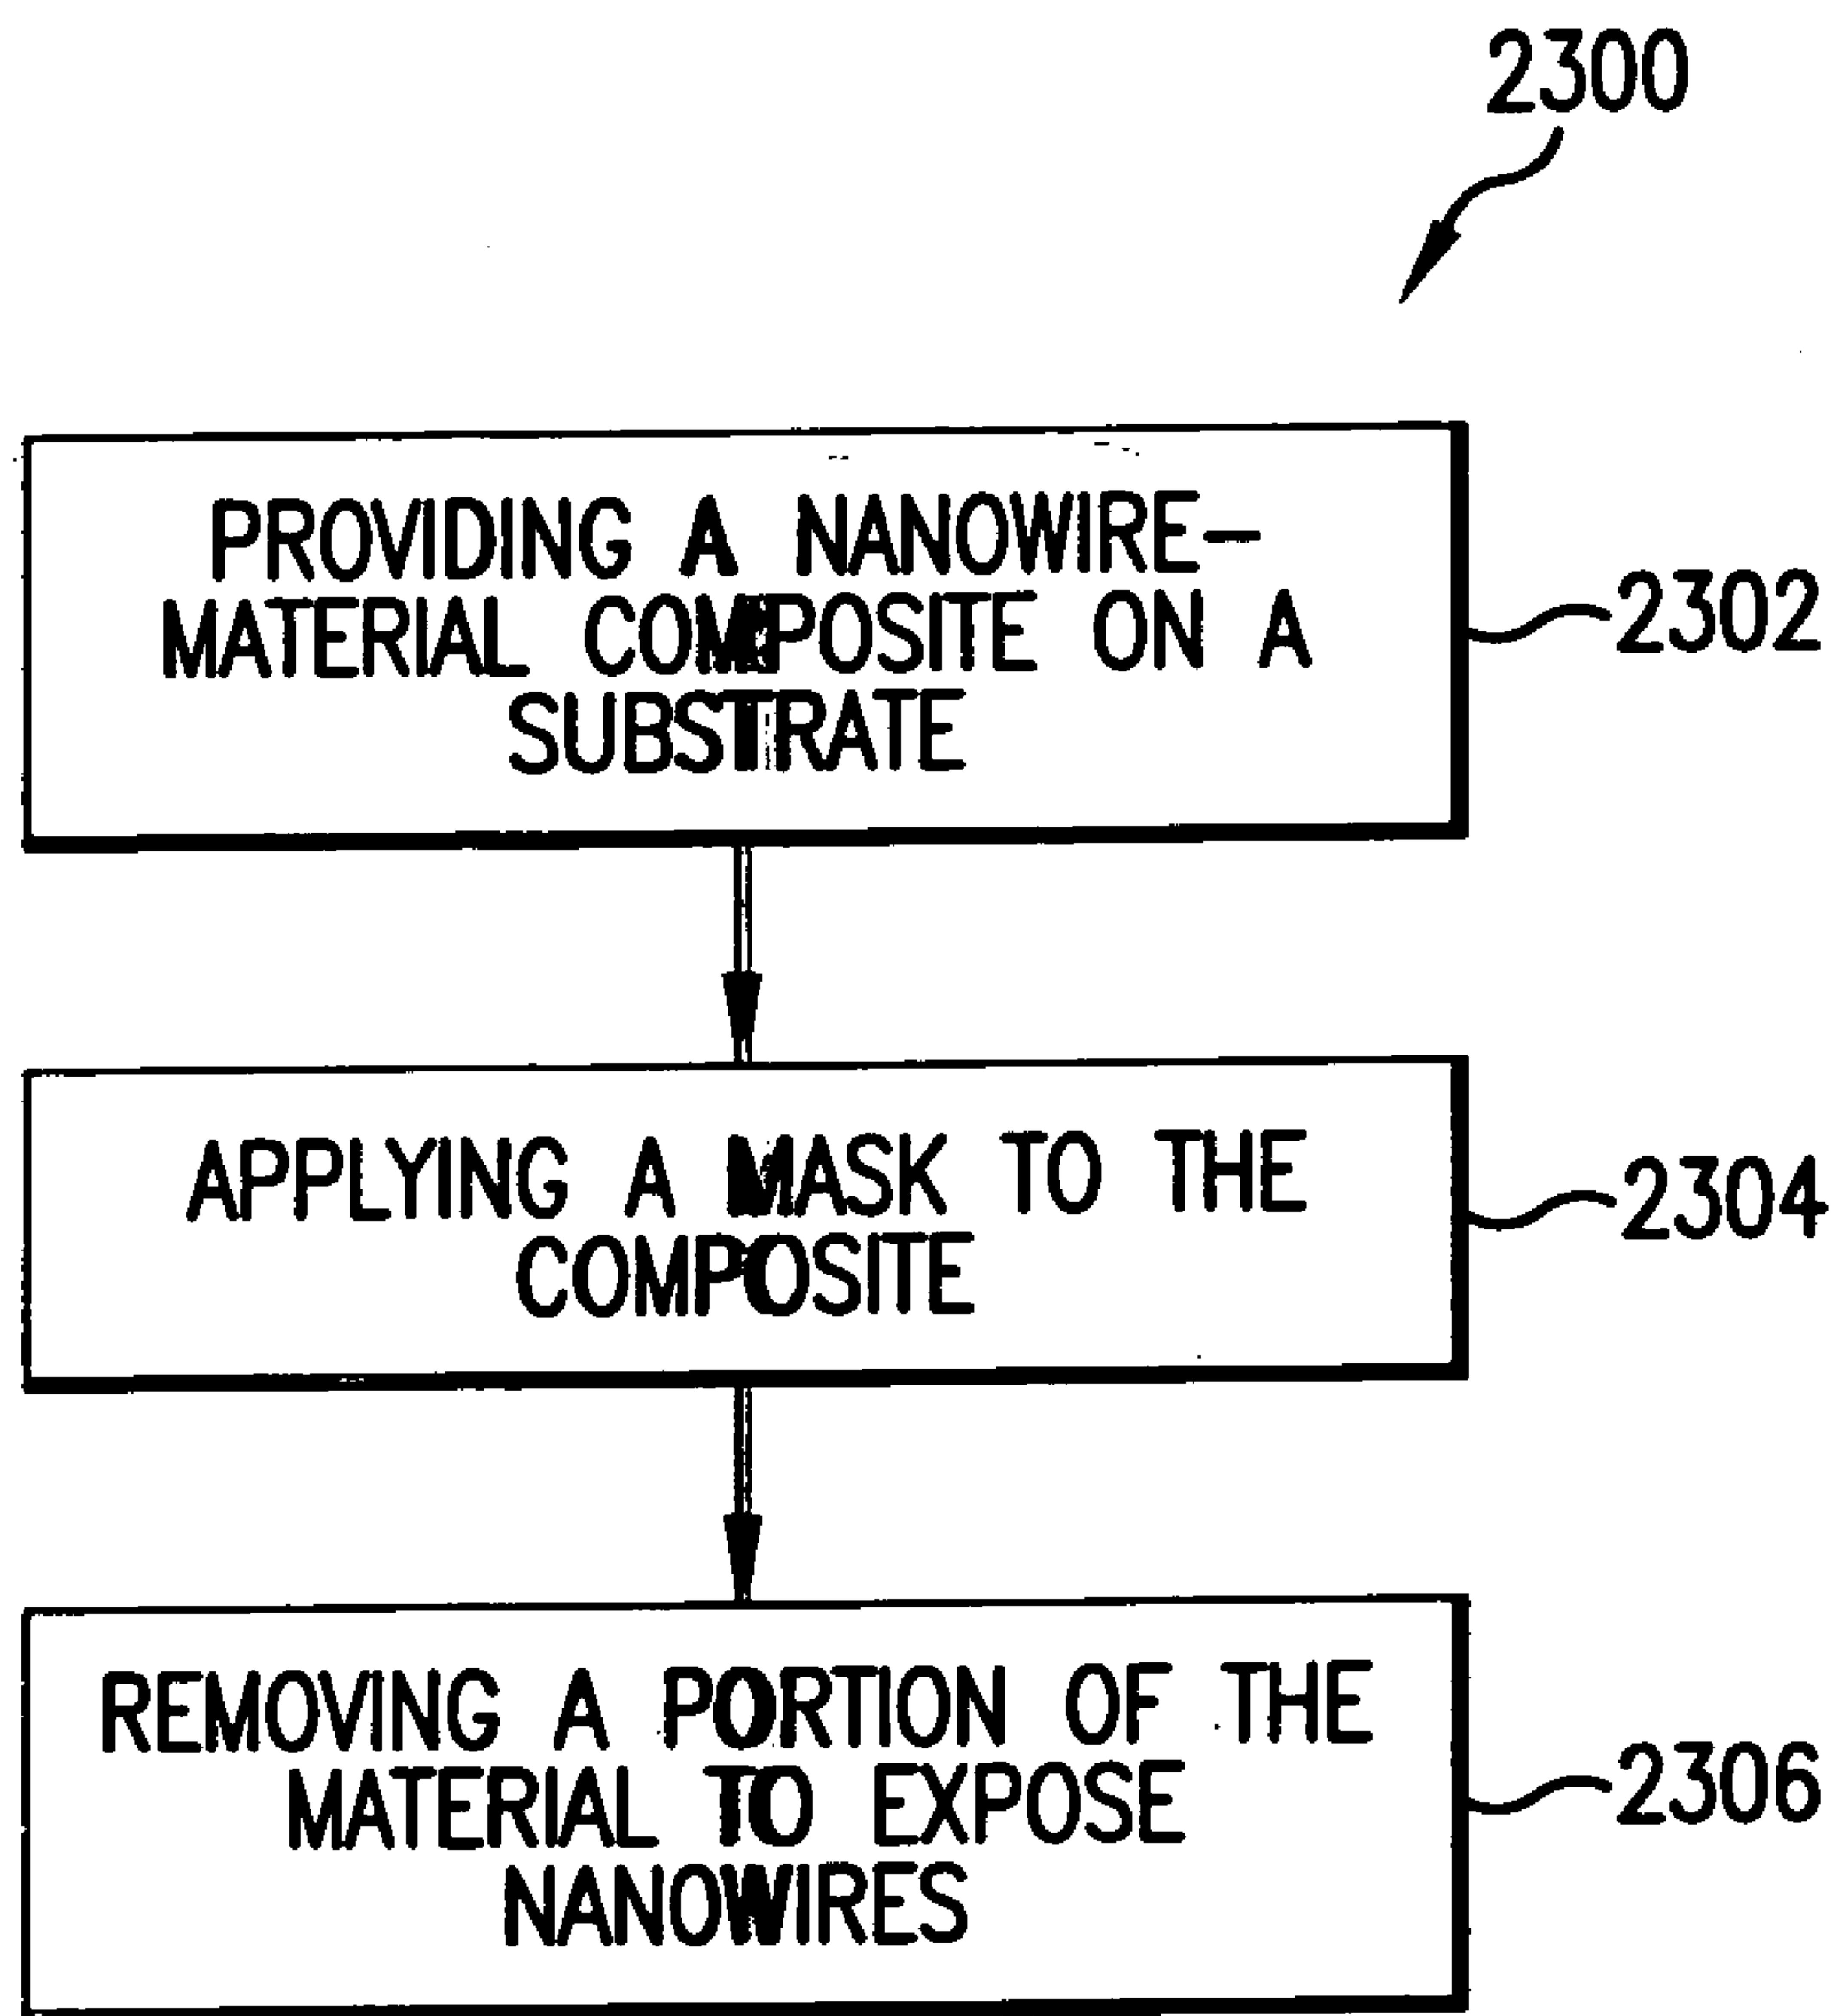 2300
PROVIDING A NANOWIRE-
MATERIAL COMPOSITE ON A
SUBSTRATE
2302
APPLYING A MASK TO THE
COMPOSITE
2304
REMOVING A PORTION OF THE
MATERIAL TO EXPOSE
NANOWIRES
2306